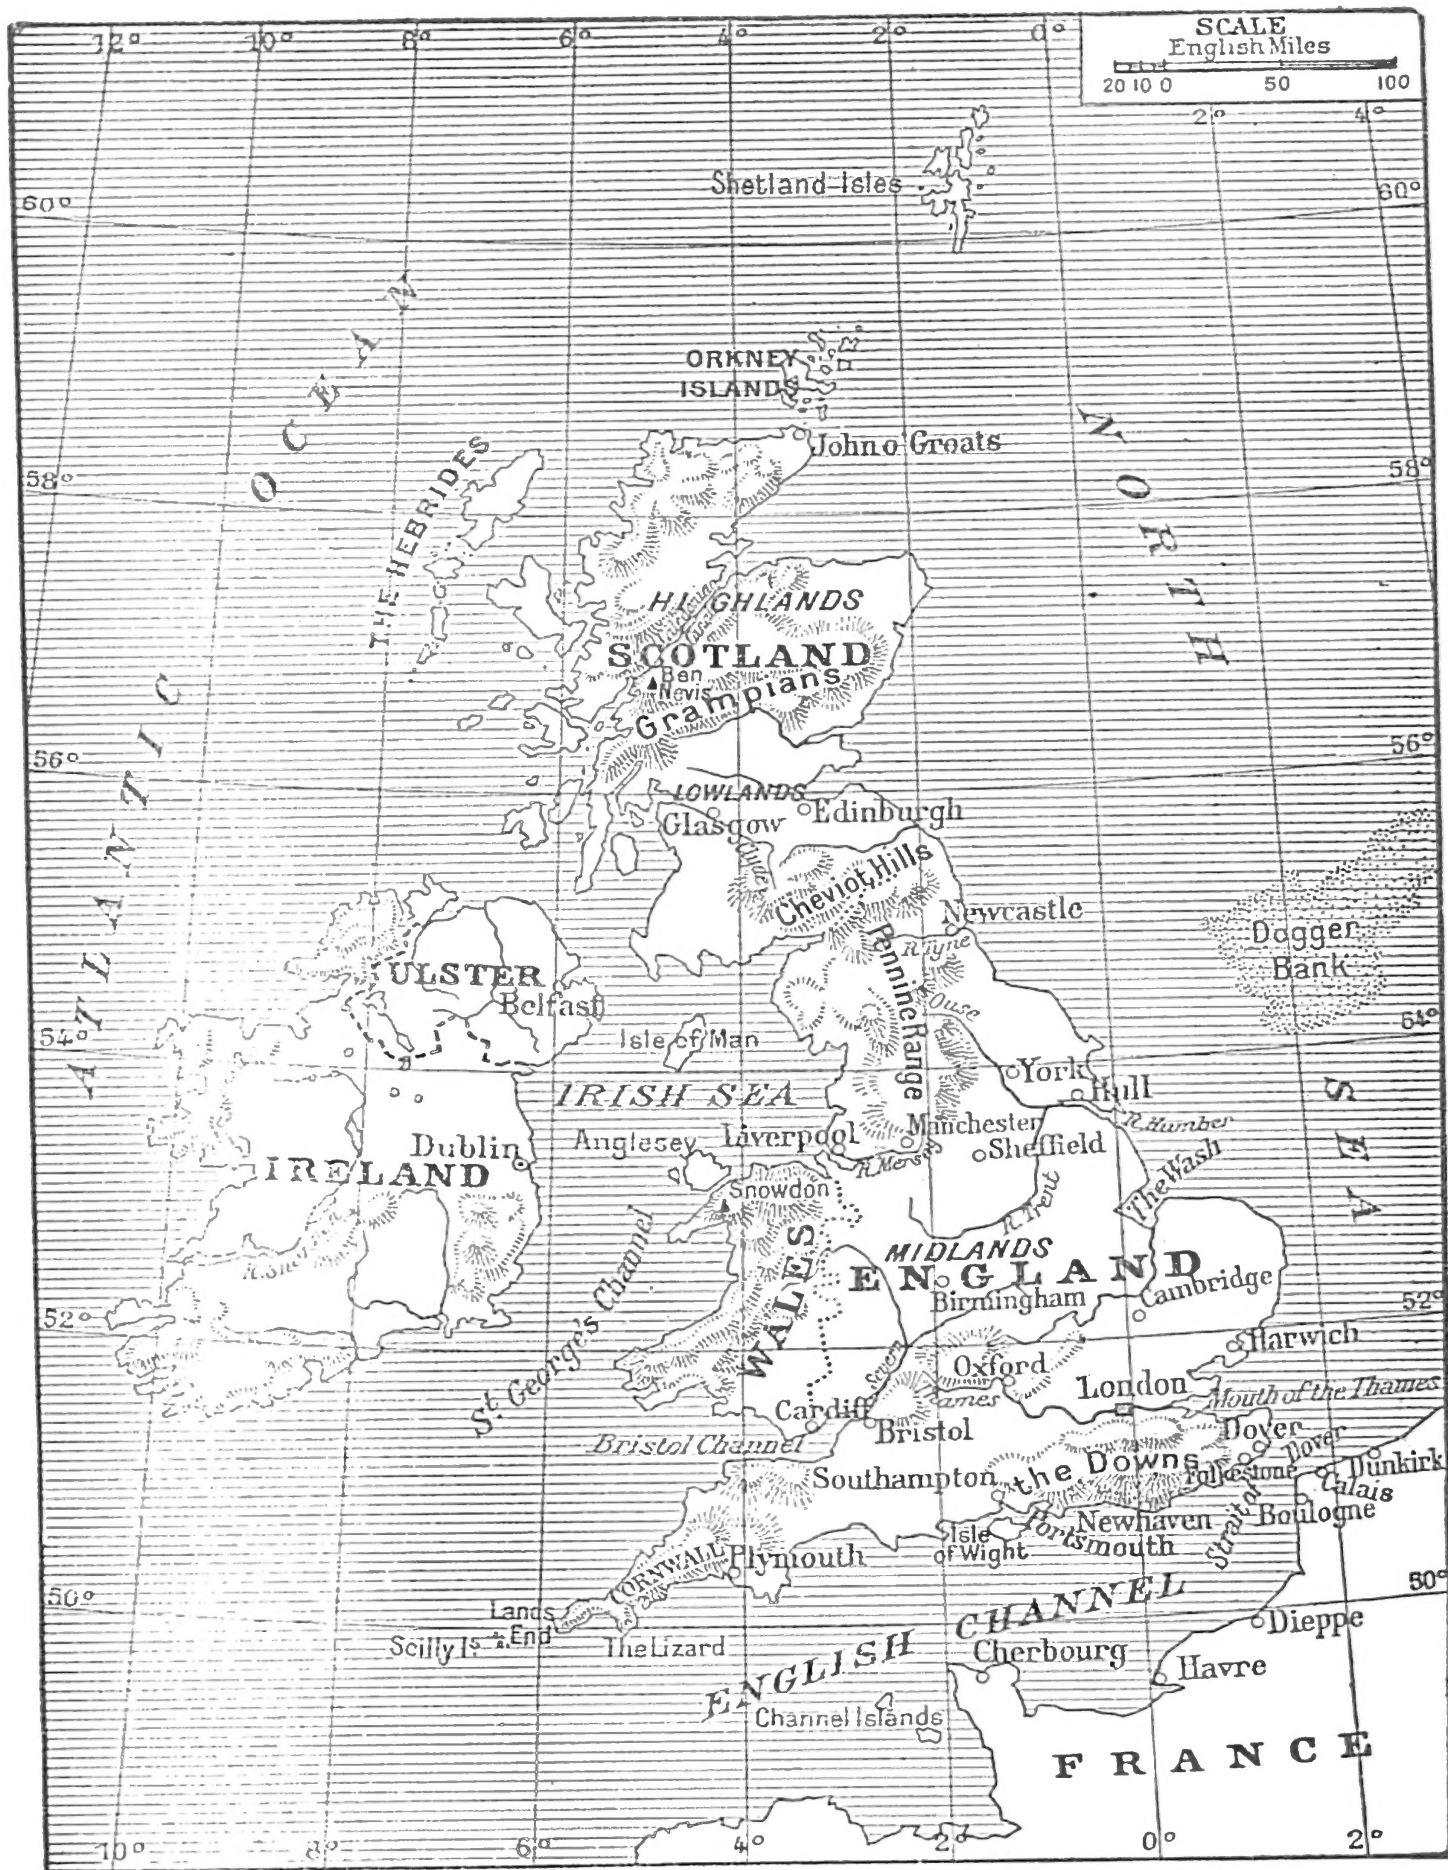 12° 10° 8° 6° 4° 2° 0°
SCALE
English Miles
20 10 0 50 100
2° 4°
Shetland Isles
60° 60°
ATLANTIC OCEAN
ORKNEY
ISLANDS
John o' Groats
NORTH SEA
58° 58°
THE HEBRIDES
HIGHLANDS
SCOTLAND
Ben
Nevis
Grampians
56° 56°
LOWLANDS
Glasgow
Edinburgh
Clyde
Cheviot Hills
Newcastle
R. Tyne
Pennine Range
Dogger
Bank
ULSTER
Belfast
Ouse
54° 54°
Isle of Man
York
Hull
IRISH SEA
R. Humber
Manchester
Dublin
Anglesey
Liverpool
Sheffield
R. Mersey
IRELAND
The Wash
Snowdon
R. Trent
R. Shannon
St. George's Channel
WALES
MIDLANDS
ENGLAND
Birmingham
Cambridge
52° 52°
Harwich
Severn
Oxford
London
Mouth of the Thames
Cardiff
ames
Bristol
Bristol Channel
Dover
the Downs
Strait of Dover
Dunkirk
Southampton
Folkestone
Calais
Boulogne
Newhaven
Portsmouth
Isle
of Wight
CORNWALL
Plymouth
50° 50°
Lands
End
Scilly Is.
The Lizard
ENGLISH CHANNEL
Dieppe
Cherbourg
Havre
Channel Islands
FRANCE
10° 8° 6° 4° 2° 0° 2°